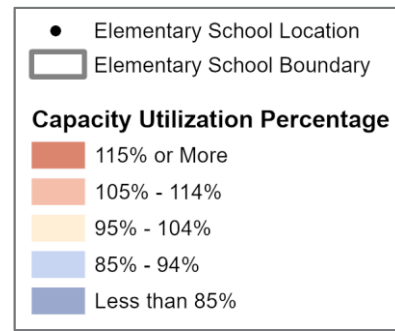 Elementary School Location
Elementary School Boundary
Capacity Utilization Percentage
115% or More
105% - 114%
95% - 104%
85% - 94%
Less than 85%